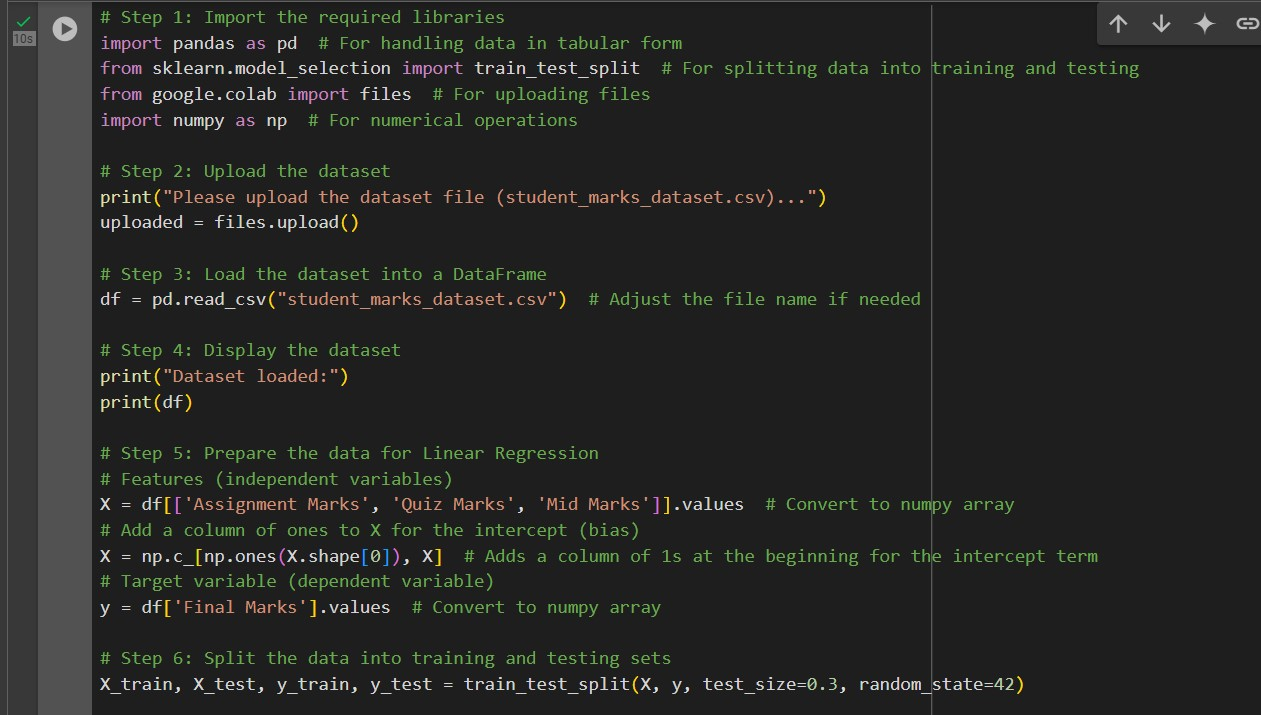 10s
# Step 1: Import the required libraries
import pandas as pd  # For handling data in tabular form
from sklearn.model_selection import train_test_split  # For splitting data into training and testing
from google.colab import files  # For uploading files
import numpy as np  # For numerical operations

# Step 2: Upload the dataset
print("Please upload the dataset file (student_marks_dataset.csv)...")
uploaded = files.upload()

# Step 3: Load the dataset into a DataFrame
df = pd.read_csv("student_marks_dataset.csv")  # Adjust the file name if needed

# Step 4: Display the dataset
print("Dataset loaded:")
print(df)

# Step 5: Prepare the data for Linear Regression
# Features (independent variables)
X = df[['Assignment Marks', 'Quiz Marks', 'Mid Marks']].values  # Convert to numpy array
# Add a column of ones to X for the intercept (bias)
X = np.c_[np.ones(X.shape[0]), X]  # Adds a column of 1s at the beginning for the intercept term
# Target variable (dependent variable)
y = df['Final Marks'].values  # Convert to numpy array

# Step 6: Split the data into training and testing sets
X_train, X_test, y_train, y_test = train_test_split(X, y, test_size=0.3, random_state=42)